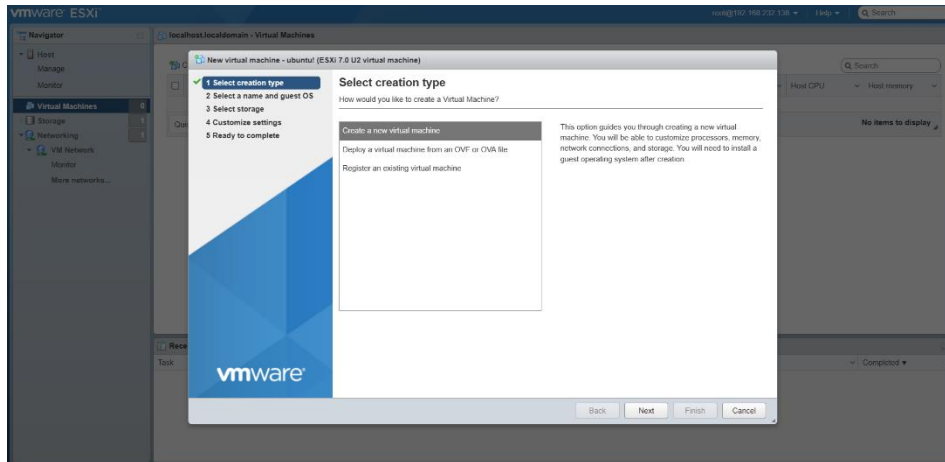 vmware ESXi
root@192.168.232.136
Help
Search
Navigator
localhost.localdomain - Virtual Machines
Host
Manage
Monitor
Virtual Machines
0
Storage
1
Networking
1
VM Network
Monitor
More networks...
Search
Host CPU
Host memory
No items to display
New virtual machine - ubuntu! (ESXi 7.0 U2 virtual machine)
1 Select creation type
2 Select a name and guest OS
3 Select storage
4 Customize settings
5 Ready to complete
Select creation type
How would you like to create a Virtual Machine?
Create a new virtual machine
Deploy a virtual machine from an OVF or OVA file
Register an existing virtual machine
This option guides you through creating a new virtual
machine. You will be able to customize processors, memory,
network connections, and storage. You will need to install a
guest operating system after creation.
vmware
Back
Next
Finish
Cancel
Task
Completed